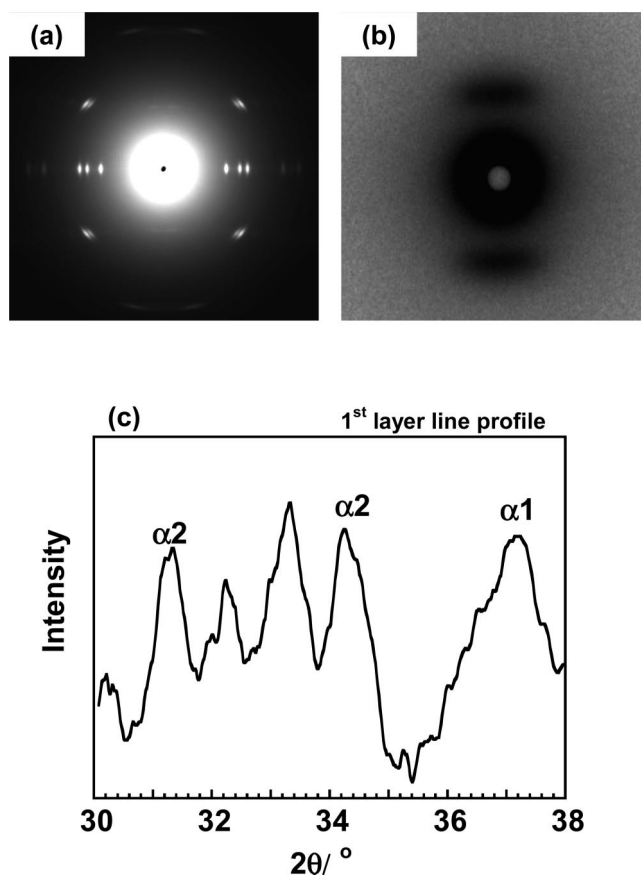 (a)
(b)
(c)
1st layer line profile
α2
α2
α1
Intensity
30 32 34 36 38
2θ/ °